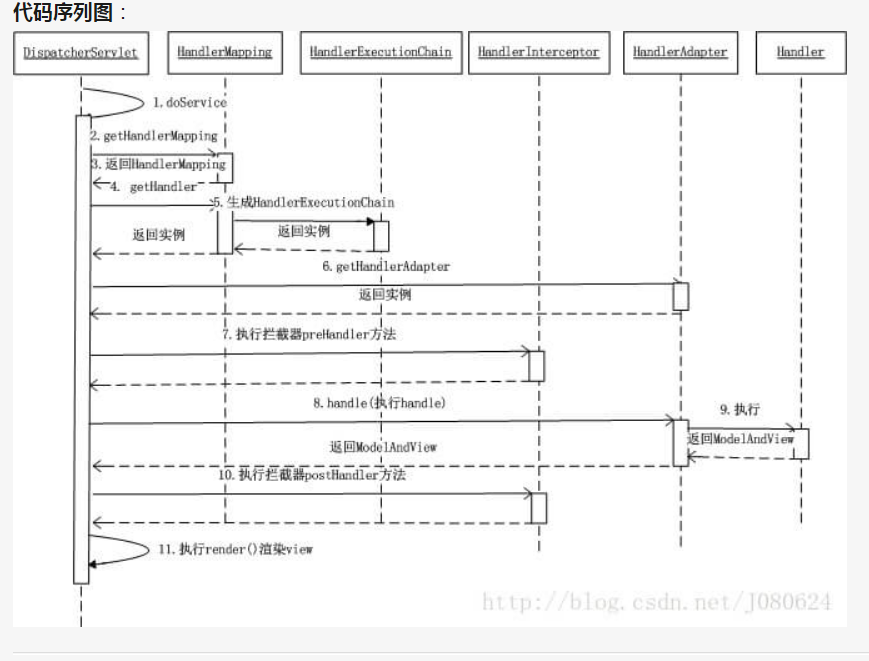 代码序列图：
DispatcherServlet
HandlerMapping
HandlerExecutionChain
HandlerInterceptor
HandlerAdapter
Handler
1.doService
2.getHandlerMapping
3.返回HandlerMapping
4. getHandler
5.生成HandlerExecutionChain
返回实例
返回实例
6.getHandlerAdapter
返回实例
7.执行拦截器preHandler方法
8.handle(执行handle)
9.执行
返回ModelAndView
返回ModelAndView
10.执行拦截器postHandler方法
11.执行render()渲染view
http://blog.csdn.net/J080624